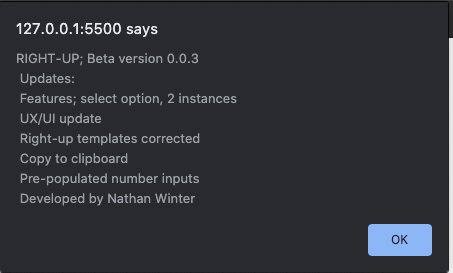 127.0.0.1:5500 says
RIGHT-UP; Beta version 0.0.3
Updates:
Features; select option, 2 instances
UX/UI update
Right-up templates corrected
Copy to clipboard
Pre-populated number inputs
Developed by Nathan Winter
OK